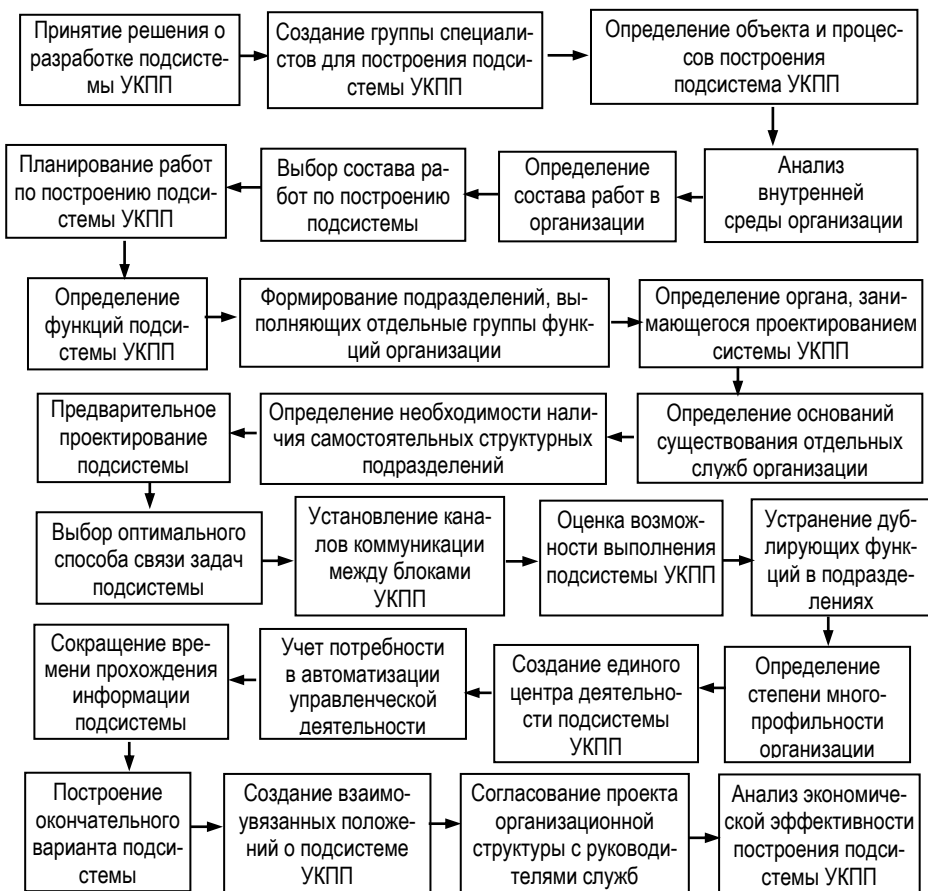 Принятие решения о
разработке подсисте-
мы УКПП
Создание группы специали-
стов для построения подсис-
темы УКПП
Определение объекта и процес-
сов построения
подсистема УКПП
Планирование работ
по построению подси-
стемы УКПП
Выбор состава ра-
бот по построению
подсистемы
Определение
состава работ в
организации
Анализ
внутренней
среды организации
Определение
функций подси-
стемы УКПП
Формирование подразделений, вы-
полняющих отдельные группы функ-
ций организации
Определение органа, зани-
мающегося проектированием
системы УКПП
Предварительное
проектирование
подсистемы
Определение необходимости нали-
чия самостоятельных структурных
подразделений
Определение оснований
существования отдельных
служб организации
Выбор оптимального
способа связи задач
подсистемы
Установление кана-
лов коммуникации
между блоками
УКПП
Оценка возмож-
ности выполнения
подсистемы УКПП
Устранение дуб-
лирующих функ-
ций в подразде-
лениях
Сокращение вре-
мени прохождения
информации
подсистемы
Учет потребности
в автоматизации
управленческой
деятельности
Создание единого
центра деятельно-
сти подсистемы
УКПП
Определение
степени много-
профильности
организации
Построение
окончательного
варианта подси-
стемы
Создание взаимо-
увязанных положе-
ний о подсистеме
УКПП
Согласование проекта
организационной
структуры с руководи-
телями служб
Анализ экономиче-
ской эффективности
построения подси-
стемы УКПП